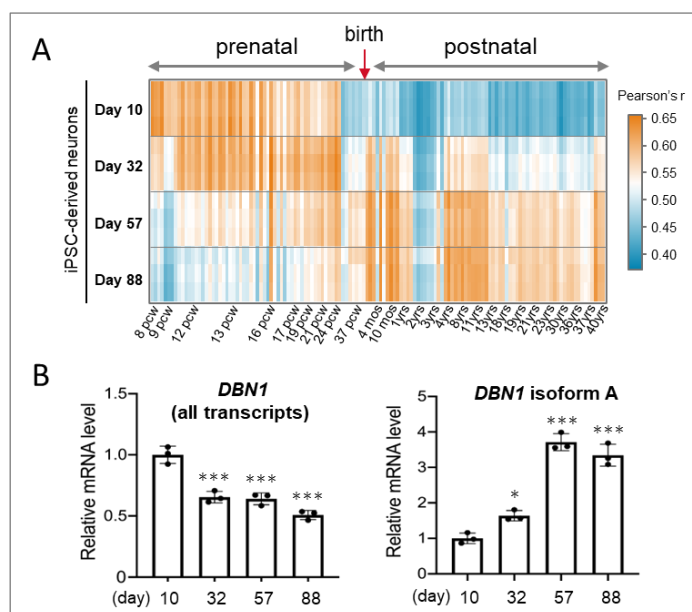 A
prenatal
birth
postnatal
iPSC-derived neurons
Day 10
Day 32
Day 57
Day 88
Pearson's r
0.65
0.60
0.55
0.50
0.45
0.40
8 pcw
9 pcw
12 pcw
13 pcw
16 pcw
17 pcw
19 pcw
21 pcw
24 pcw
37 pcw
4 mos
10 mos
1yrs
2yrs
3yrs
4yrs
8yrs
11yrs
13yrs
18yrs
19yrs
21yrs
23yrs
30yrs
36yrs
37yrs
40yrs
B
DBN1
(all transcripts)
Relative mRNA level
1.5
1.0
0.5
0
***
***
***
(day) 10 32 57 88
DBN1 isoform A
Relative mRNA level
5
4
3
2
1
0
*
***
***
(day) 10 32 57 88